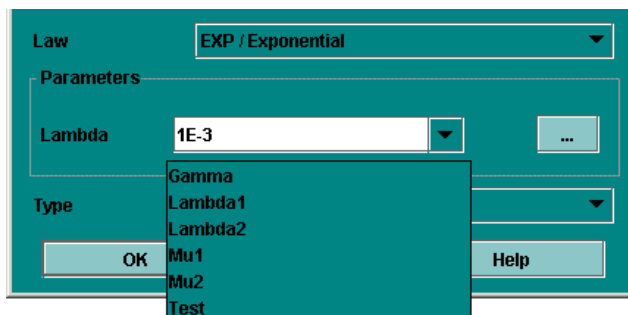 Law EXP / Exponential
Parameters
Lambda 1E-3 ...
Gamma
Type Lambda1
Lambda2
OK Mu1 Help
Mu2
Test